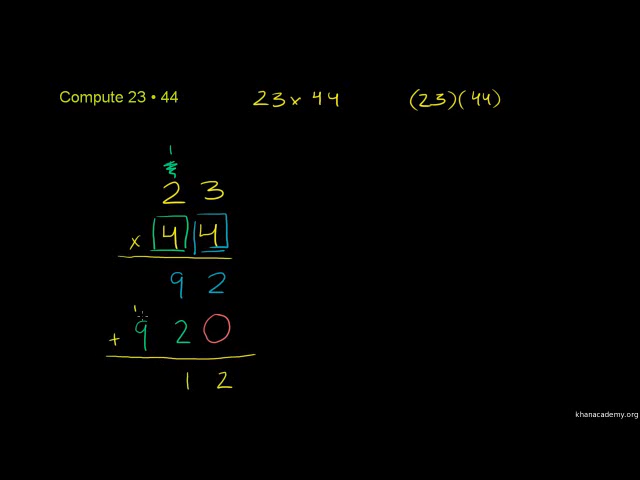 Compute 23 • 44 23 x 44 (23)(44)
1
2 3
x 4 4
9 2
1
+ 9 2 0
1 2
khanacademy.org